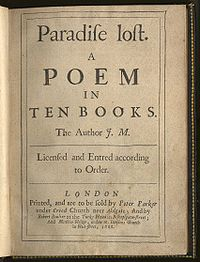 Paradiſe loſt.
A
POEM
IN
TEN BOOKS.
The Author J. M.
Licenſed and Entred according
to Order.
LONDON
Printed, and are to be ſold by Peter Parker
under Creed Church neer Aldgate; And by
Robert Boulter at the Turks Head in Biſhopſgate-ſtreet;
And Matthias Walker, under St. Dunſtons Church
in Fleet-ſtreet, 1668.